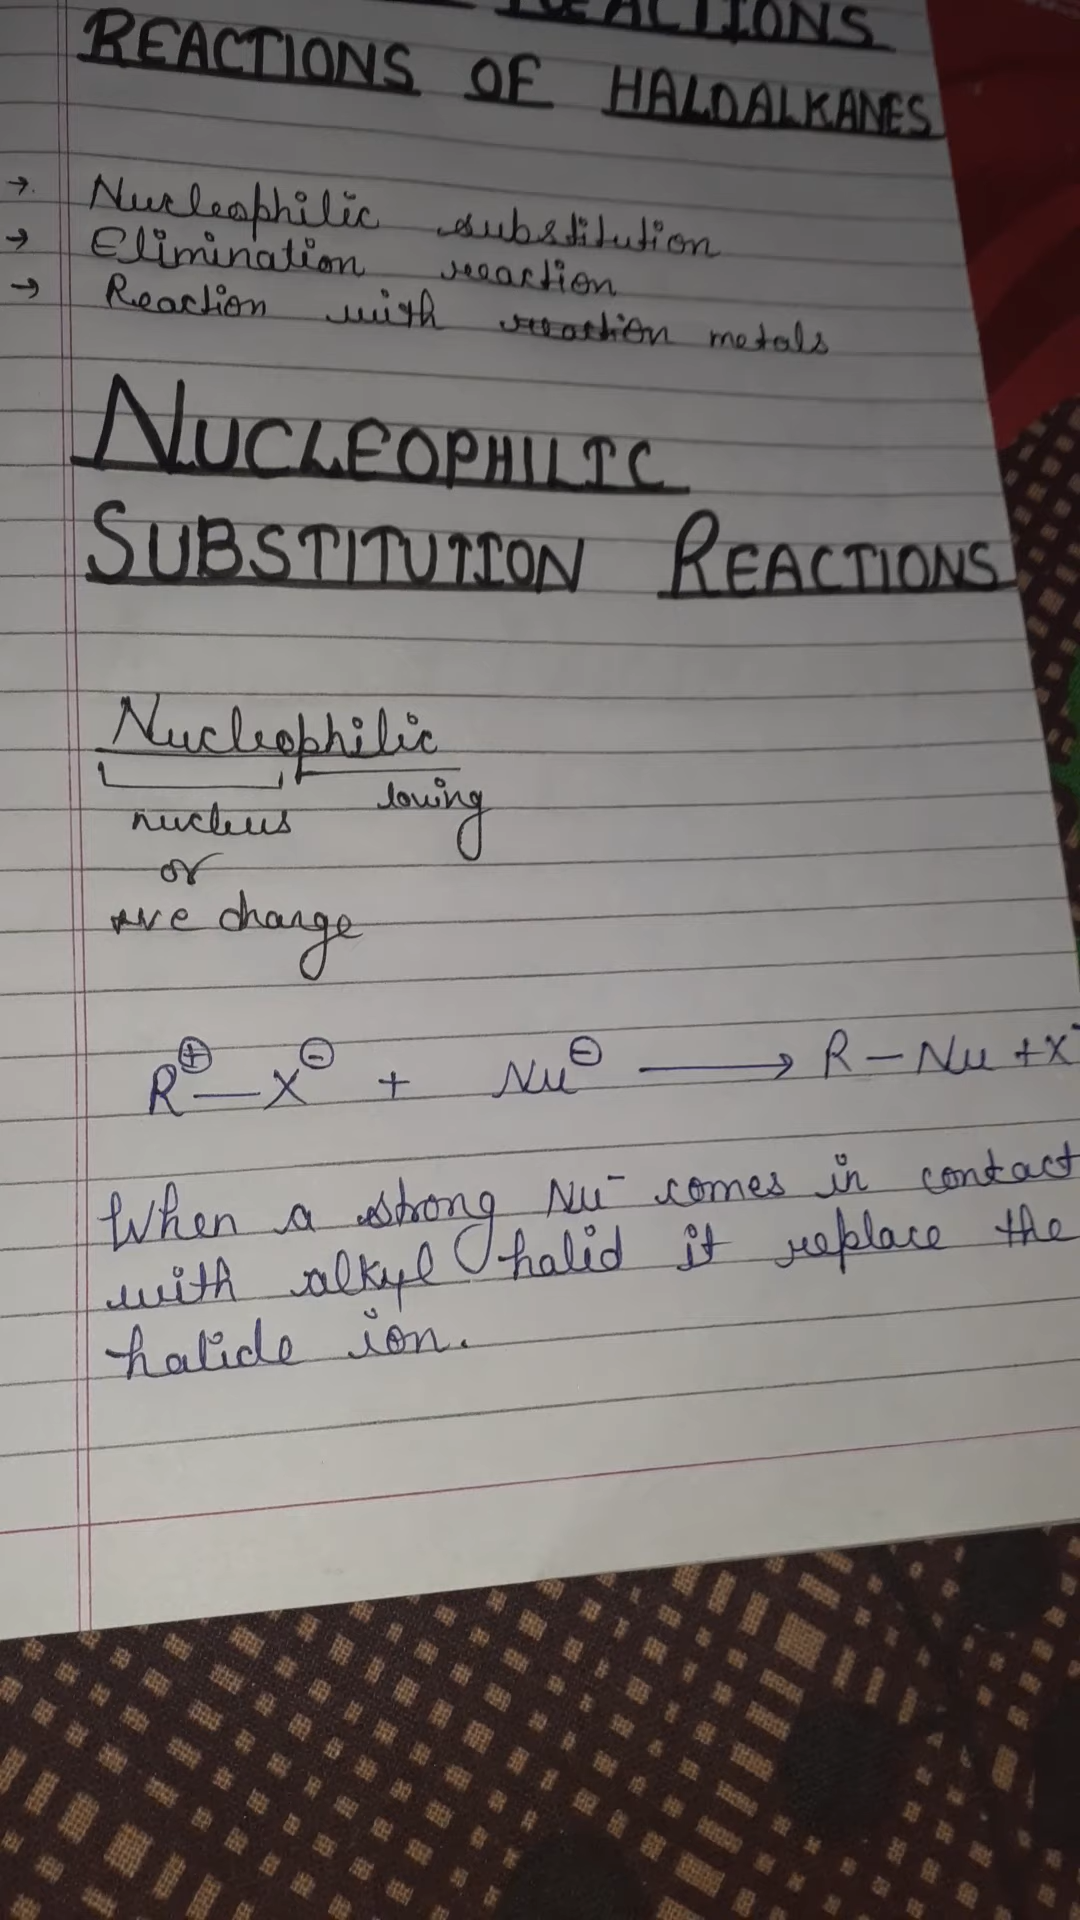 REACTIONS
REACTIONS OF HALOALKANES
→ Nucleophilic substitution
→ Elimination reaction
→ Reaction with reaction metals
NUCLEOPHILIC
SUBSTITUTION REACTIONS
Nucleophilic
nucleus loving
or
+ve charge
R⊕—X⊖ + Nu⊖ ⟶ R–Nu + X⁻
When a strong Nu⁻ comes in contact
with alkyl halid it replace the
halide ion.